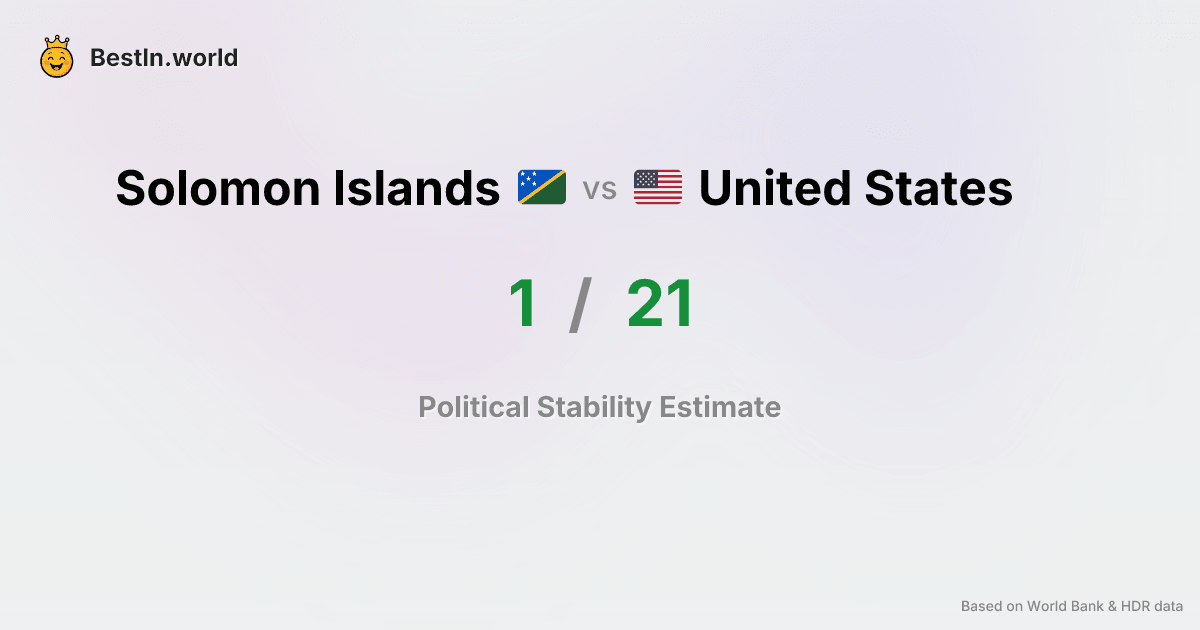 BestIn.world
Solomon Islands vs United States
1 / 21
Political Stability Estimate
Based on World Bank & HDR data